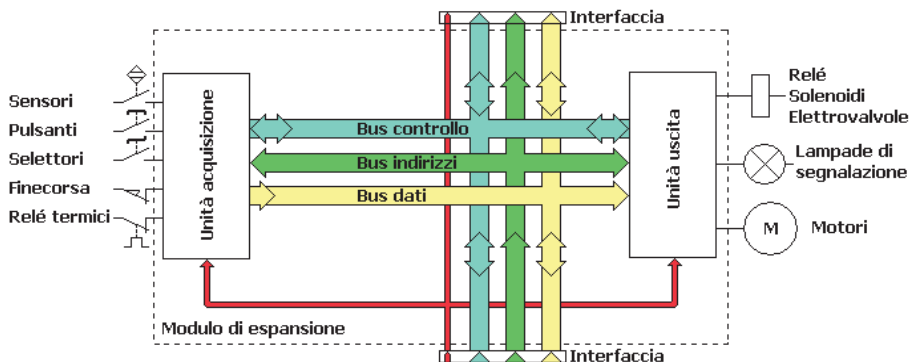 Interfaccia
Sensori
Pulsanti
Selettori
Finecorsa
Relé termici
Unità acquisizione
Bus controllo
Bus indirizzi
Bus dati
Unità uscita
Relé
Solenoidi
Elettrovalvole
Lampade di
segnalazione
M
Motori
Modulo di espansione
Interfaccia